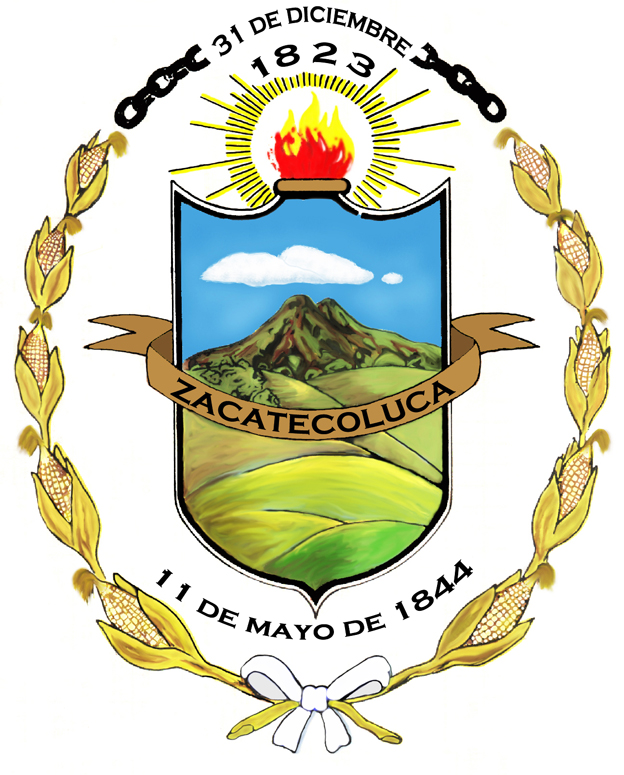 31 DE DICIEMBRE
1823
ZACATECOLUCA
11 DE MAYO DE 1844